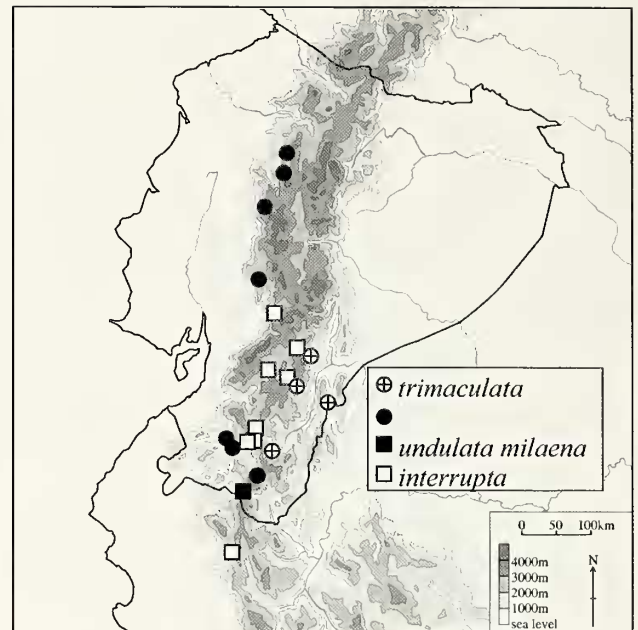 trimaculata
undulata milaena
interrupta
0 50 100km
4000m
3000m
2000m
1000m
sea level
N